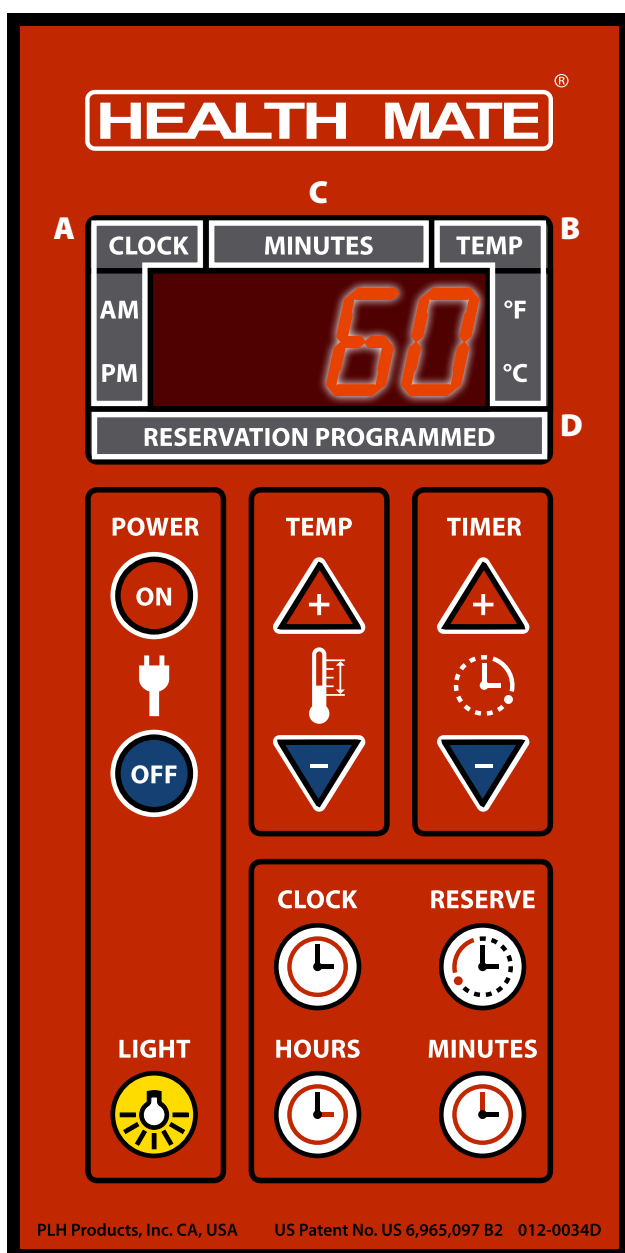 HEALTH MATE ®
C
A
B
CLOCK MINUTES TEMP
AM 60 °F
PM °C
RESERVATION PROGRAMMED D
POWER TEMP TIMER
ON + +
OFF - -
CLOCK RESERVE
LIGHT HOURS MINUTES
PLH Products, Inc. CA, USA US Patent No. US 6,965,097 B2 012-0034D